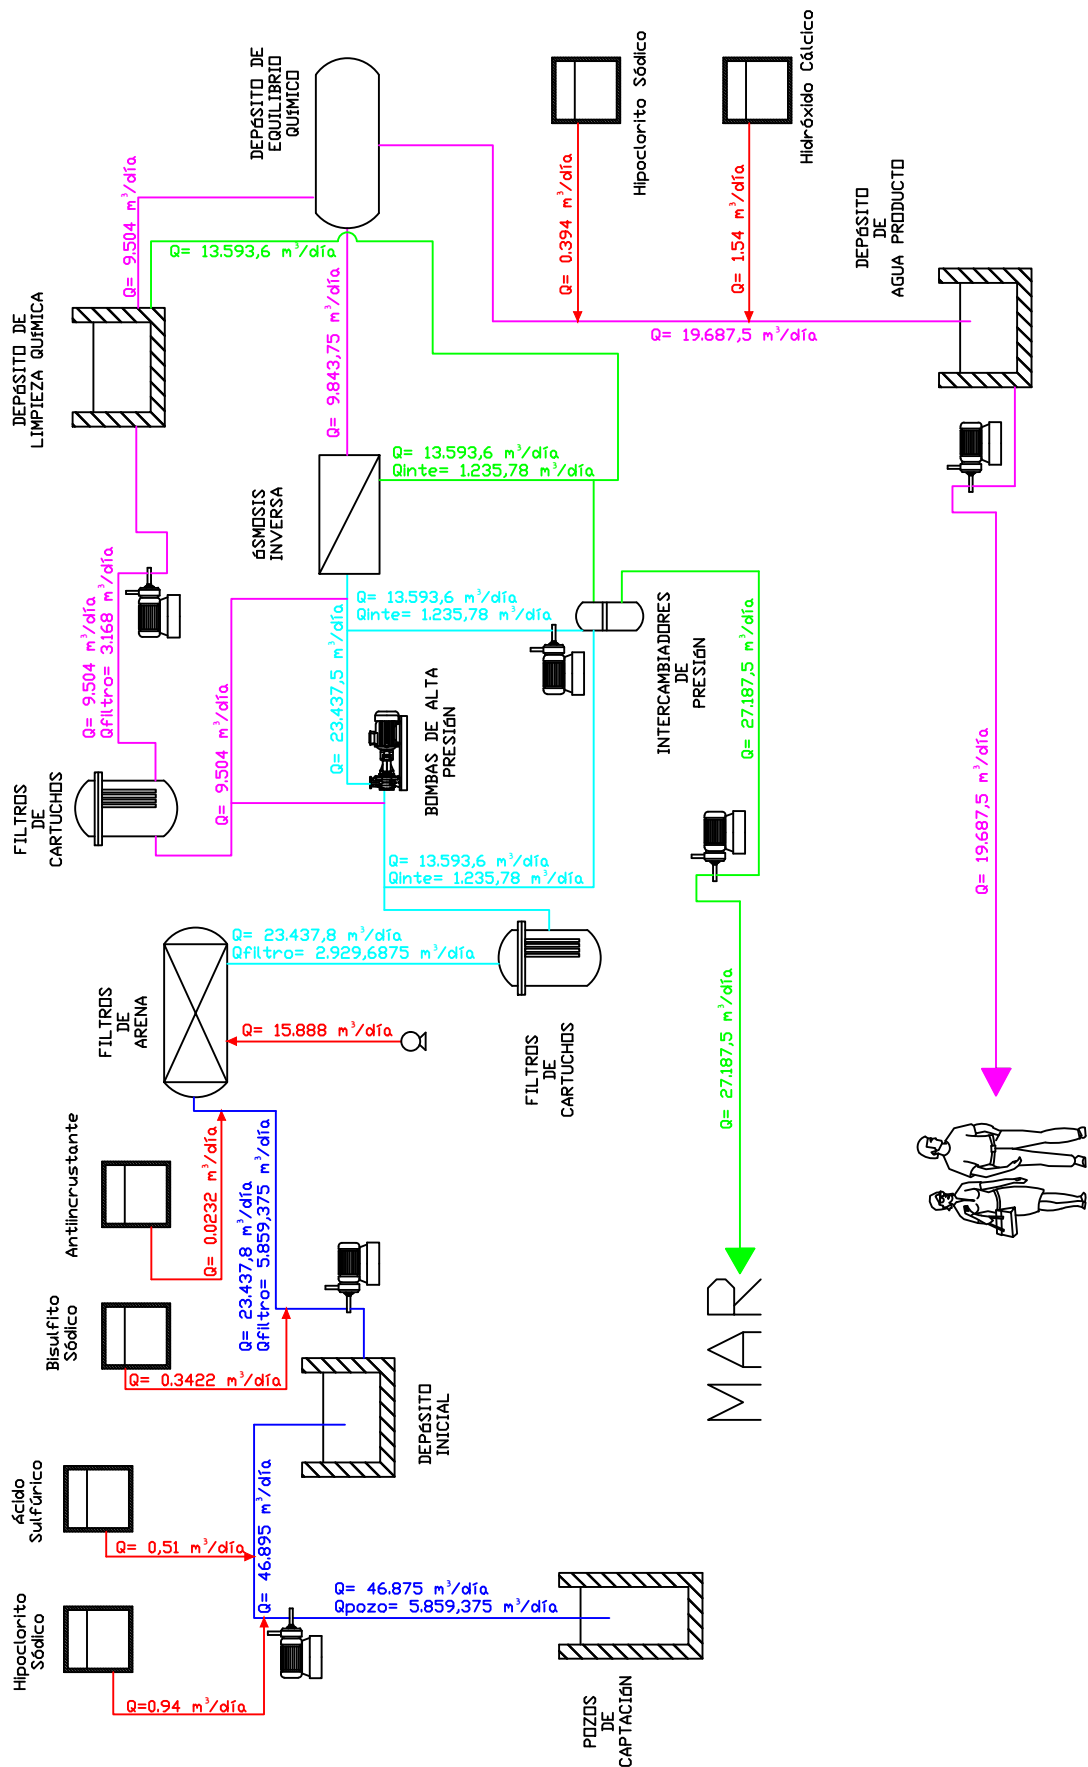 Hipoclorito
Sódico
Q=0.94 m³/día
Ácido
Sulfúrico
Q= 0,51 m³/día
Q= 46.895 m³/día
Q= 46.875 m³/día
Qpozo= 5.859,375 m³/día
POZOS
DE
CAPTACIÓN
DEPÓSITO
INICIAL
Bisulfito
Sódico
Q= 0.3422 m³/día
Antiincrustante
Q= 0.0232 m³/día
Q= 23.437,8 m³/día
Qfiltro= 5.859,375 m³/día
FILTROS
DE
ARENA
Q= 15.888 m³/día
Q= 23.437,8 m³/día
Qfiltro= 2.929,6875 m³/día
FILTROS
DE
CARTUCHOS
Q= 13.593,6 m³/día
Qinte= 1.235,78 m³/día
BOMBAS DE ALTA
PRESIÓN
Q= 23.437,5 m³/día
Q= 13.593,6 m³/día
Qinte= 1.235,78 m³/día
INTERCAMBIADORES
DE
PRESIÓN
ÓSMOSIS
INVERSA
Q= 13.593,6 m³/día
Qinte= 1.235,78 m³/día
Q= 9.843,75 m³/día
Q= 13.593,6 m³/día
FILTROS
DE
CARTUCHOS
Q= 9.504 m³/día
Q= 9.504 m³/día
Qfiltro= 3.168 m³/día
DEPÓSITO DE
LIMPIEZA QUÍMICA
Q= 9.504 m³/día
DEPÓSITO DE
EQUILIBRIO
QUÍMICO
Hipoclorito Sódico
Q= 0.394 m³/día
Hidróxido Cálcico
Q= 1.54 m³/día
Q= 19.687,5 m³/día
DEPÓSITO
DE
AGUA PRODUCTO
Q= 19.687,5 m³/día
Q= 27.187,5 m³/día
Q= 27.187,5 m³/día
MAR